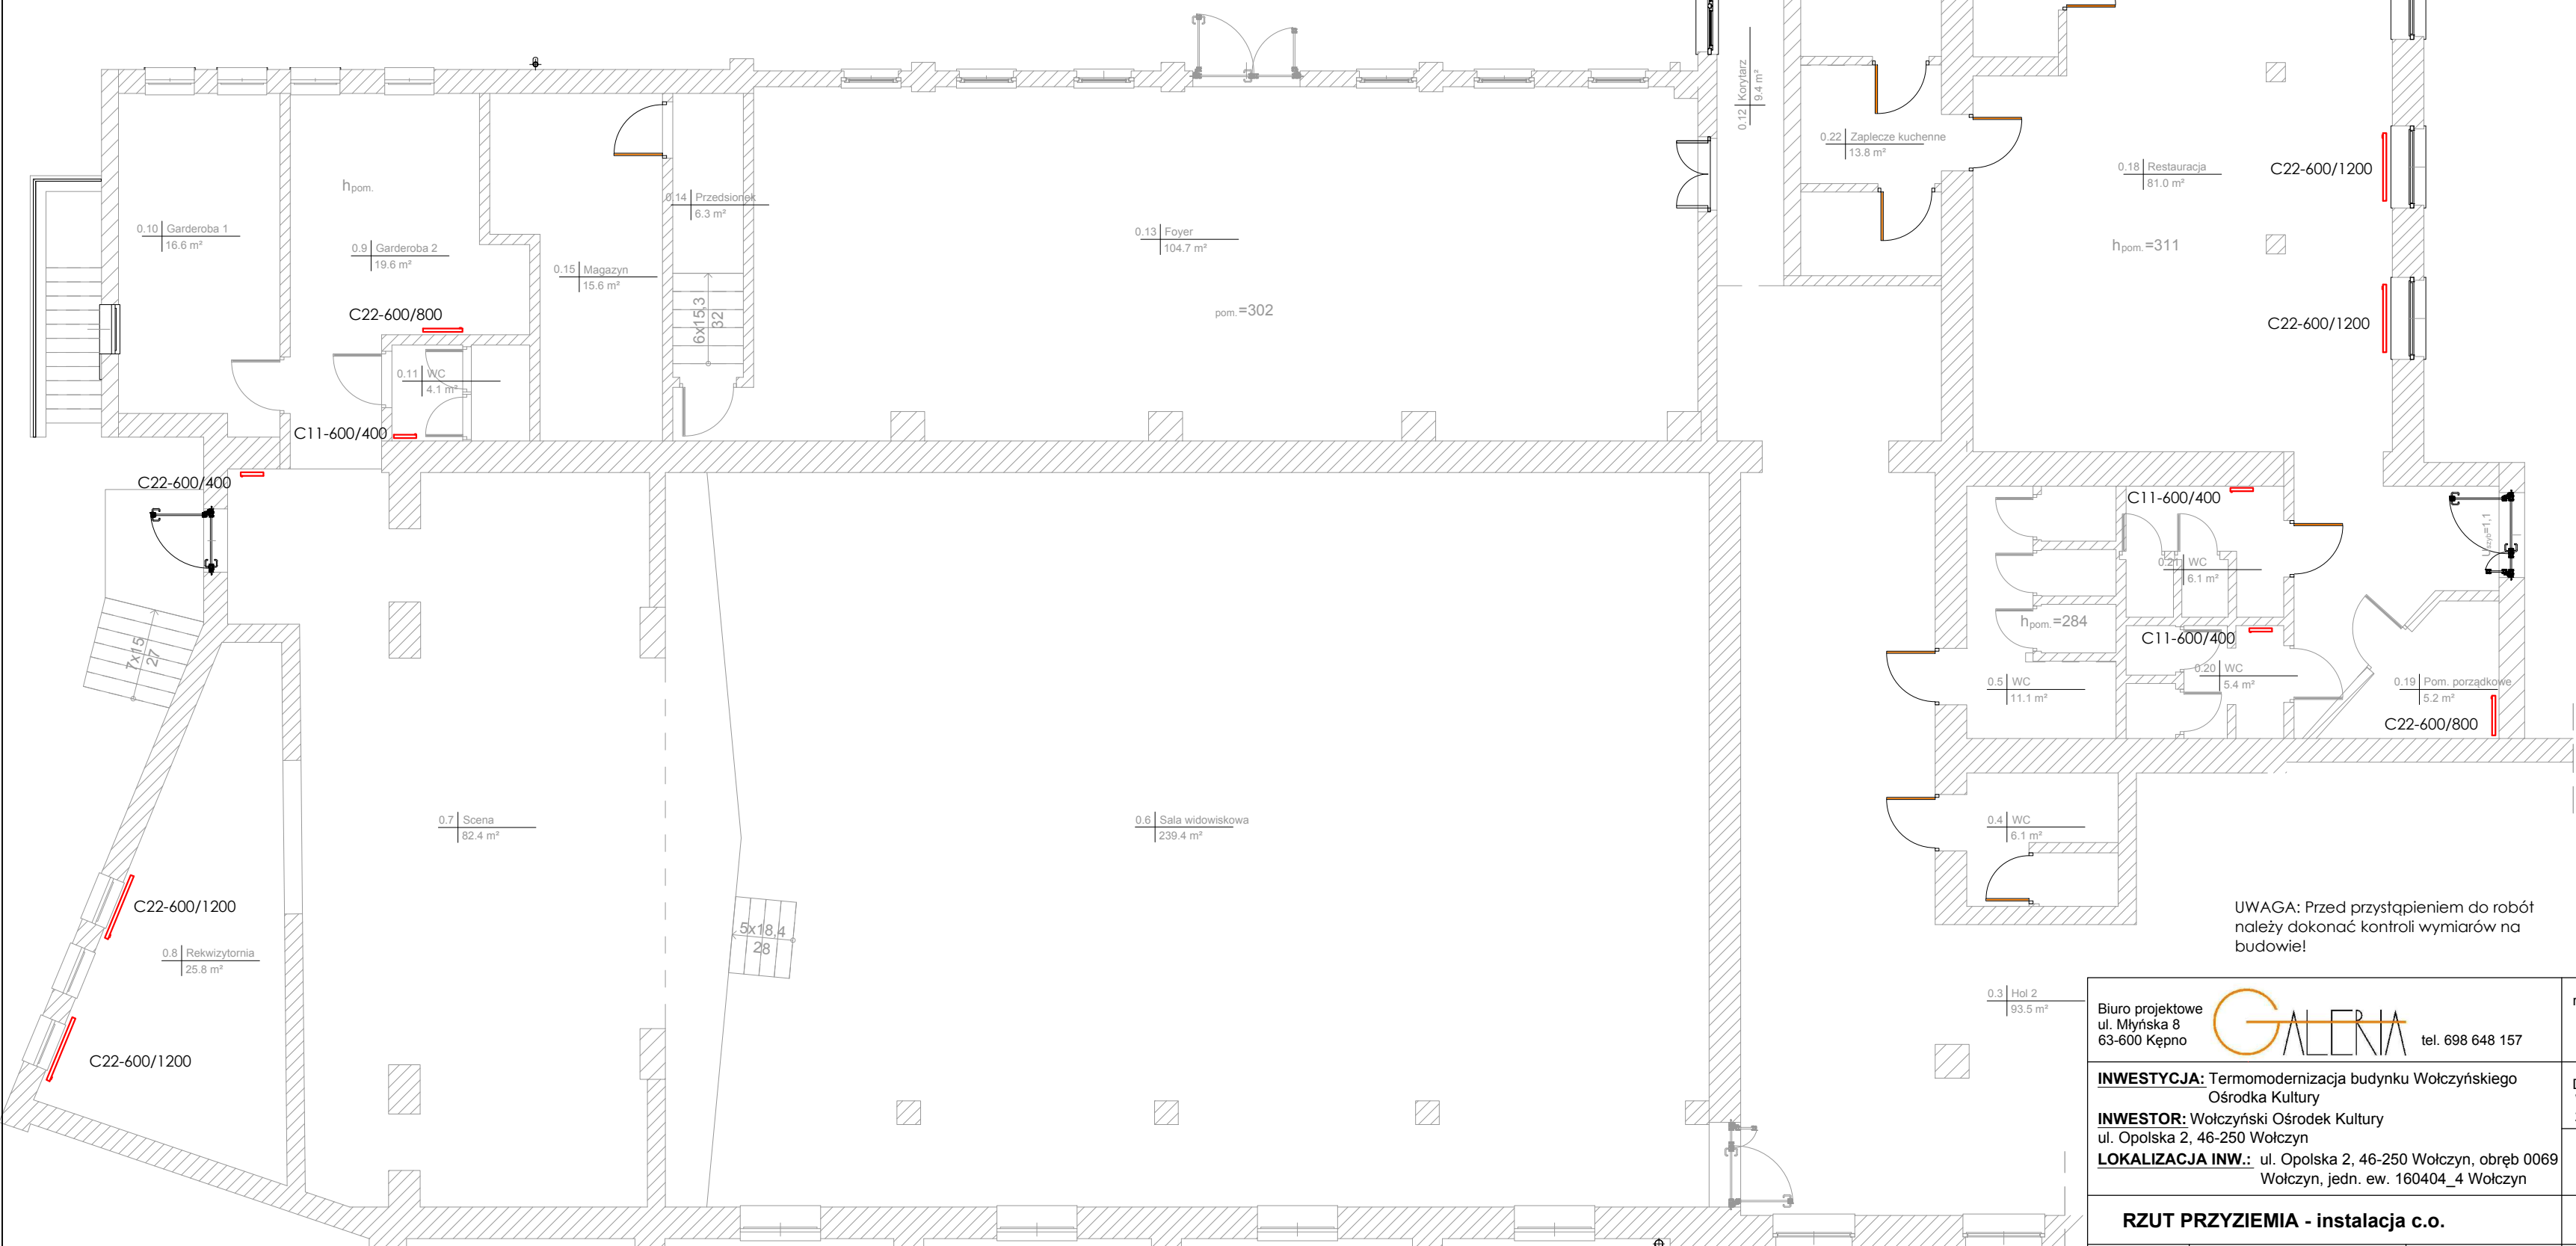 0.12 Korytarz
9.4 m²
0.22 Zaplecze kuchenne
13.8 m²
0.18 Restauracja
81.0 m²
C22-600/1200
hpom.=311
C22-600/1200
hpom.
0.10 Garderoba 1
16.6 m²
0.9 Garderoba 2
19.6 m²
0.14 Przedsionek
6.3 m²
0.15 Magazyn
15.6 m²
0.13 Foyer
104.7 m²
pom.=302
6x15,3
32
C22-600/800
0.11 WC
4.1 m²
C11-600/400
C22-600/400
7x15
27
C11-600/400
0.21 WC
6.1 m²
hpom.=284
C11-600/400
0.20 WC
5.4 m²
0.5 WC
11.1 m²
0.19 Pom. porządkowe
5.2 m²
C22-600/800
0.7 Scena
82.4 m²
0.6 Sala widowiskowa
239.4 m²
0.4 WC
6.1 m²
C22-600/1200
0.8 Rekwizytornia
25.8 m²
5x18,4
28
C22-600/1200
0.3 Hol 2
93.5 m²
UWAGA: Przed przystąpieniem do robót
należy dokonać kontroli wymiarów na
budowie!
Biuro projektowe
ul. Młyńska 8
63-600 Kępno
GALERIA
tel. 698 648 157
INWESTYCJA: Termomodernizacja budynku Wołczyńskiego
Ośrodka Kultury
INWESTOR: Wołczyński Ośrodek Kultury
ul. Opolska 2, 46-250 Wołczyn
LOKALIZACJA INW.: ul. Opolska 2, 46-250 Wołczyn, obręb 0069
Wołczyn, jedn. ew. 160404_4 Wołczyn
RZUT PRZYZIEMIA - instalacja c.o.